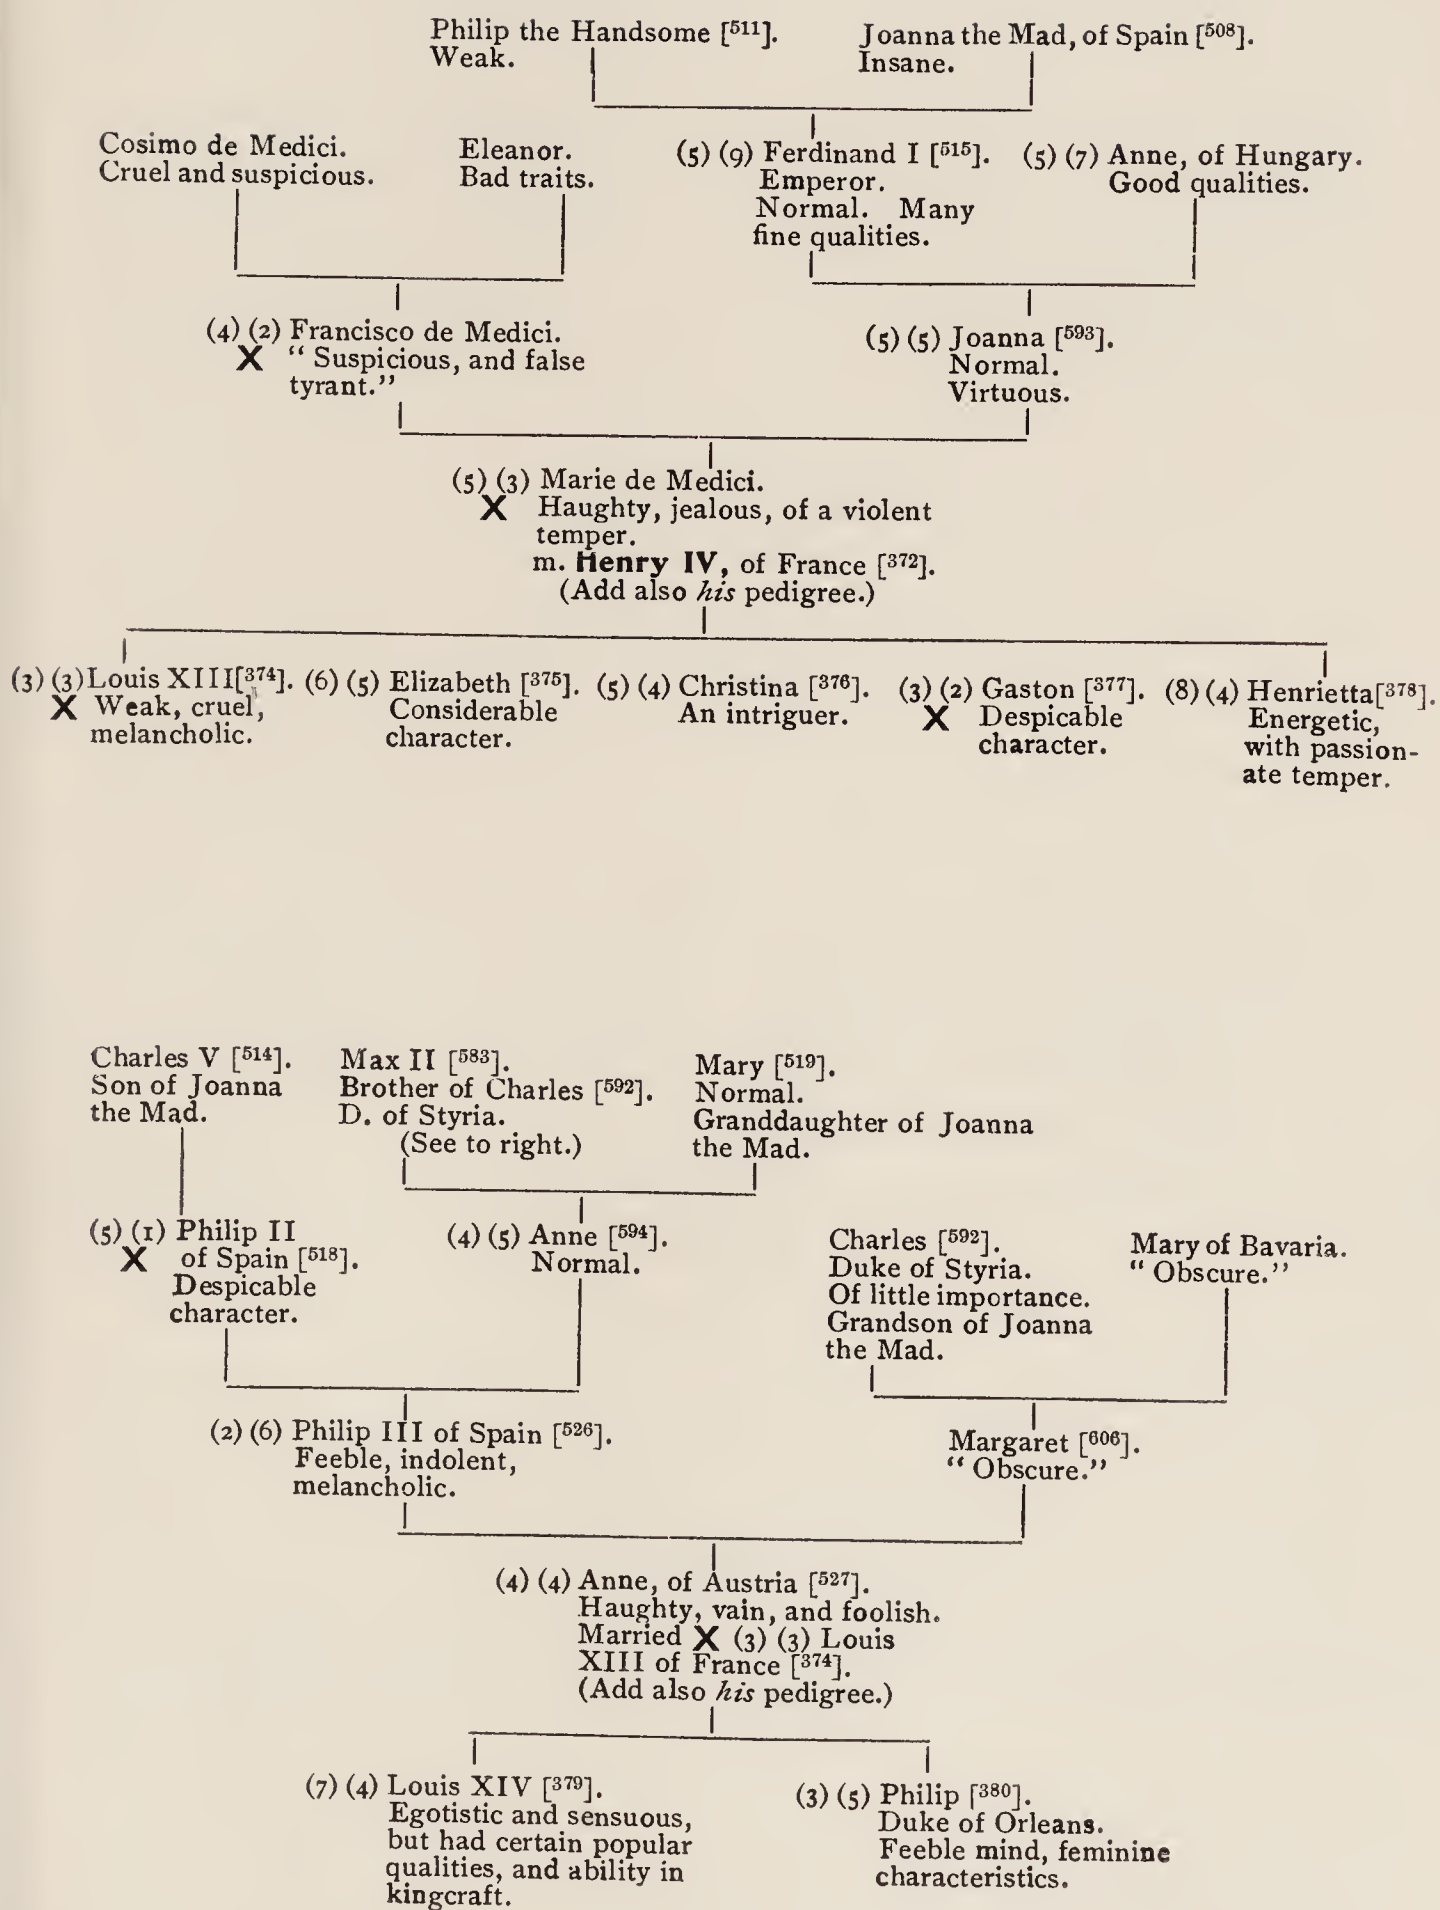 Philip the Handsome [511].
Weak.
Joanna the Mad, of Spain [508].
Insane.
Cosimo de Medici.
Cruel and suspicious.
Eleanor.
Bad traits.
(5) (9) Ferdinand I [515].
Emperor.
Normal. Many
fine qualities.
(5) (7) Anne, of Hungary.
Good qualities.
(4) (2) Francisco de Medici.
X “ Suspicious, and false
tyrant.”
(5) (5) Joanna [593].
Normal.
Virtuous.
(5) (3) Marie de Medici.
X Haughty, jealous, of a violent
temper.
m. Henry IV, of France [372].
(Add also his pedigree.)
(3) (3) Louis XIII [374].
X Weak, cruel,
melancholic.
(6) (5) Elizabeth [375].
Considerable
character.
(5) (4) Christina [376].
An intriguer.
(3) (2) Gaston [377].
X Despicable
character.
(8) (4) Henrietta [378].
Energetic,
with passion-
ate temper.
Charles V [514].
Son of Joanna
the Mad.
Max II [583].
Brother of Charles [592].
D. of Styria.
(See to right.)
Mary [519].
Normal.
Granddaughter of Joanna
the Mad.
(5) (1) Philip II
X of Spain [518].
Despicable
character.
(4) (5) Anne [594].
Normal.
Charles [592].
Duke of Styria.
Of little importance.
Grandson of Joanna
the Mad.
Mary of Bavaria.
“ Obscure.”
(2) (6) Philip III of Spain [526].
Feeble, indolent,
melancholic.
Margaret [606].
“ Obscure.”
(4) (4) Anne, of Austria [527].
Haughty, vain, and foolish.
Married X (3) (3) Louis
XIII of France [374].
(Add also his pedigree.)
(7) (4) Louis XIV [379].
Egotistic and sensuous,
but had certain popular
qualities, and ability in
kingcraft.
(3) (5) Philip [380].
Duke of Orleans.
Feeble mind, feminine
characteristics.